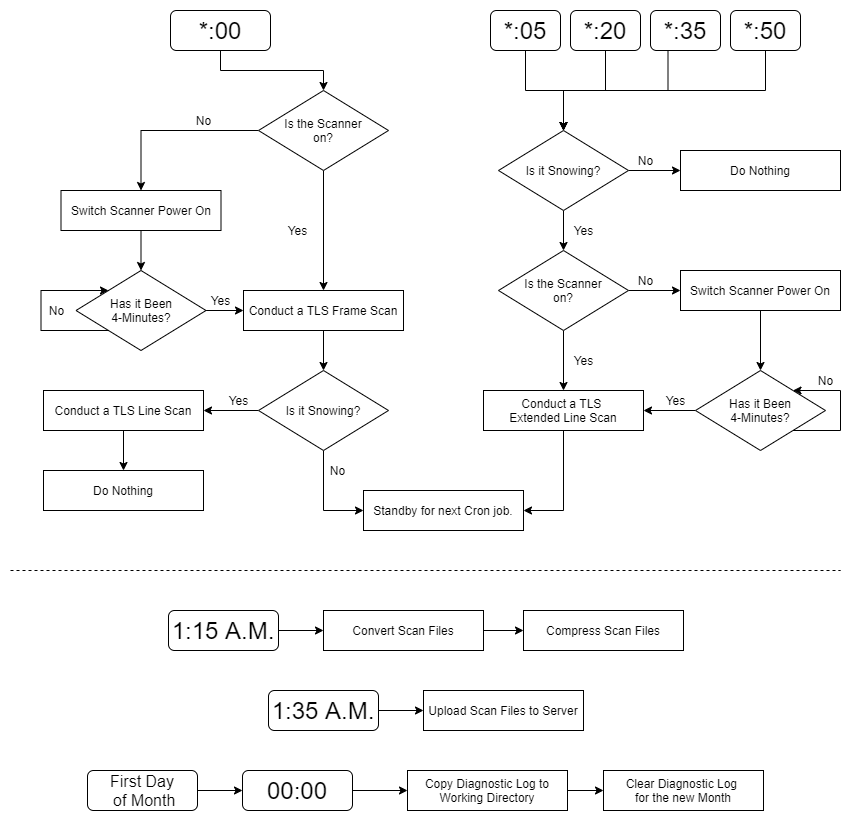 *:00
*:05
*:20
*:35
*:50
Is the Scanner
on?
No
Yes
Switch Scanner Power On
Has it Been
4-Minutes?
No
Yes
Conduct a TLS Frame Scan
Is it Snowing?
Yes
Conduct a TLS Line Scan
Do Nothing
No
Is it Snowing?
No
Do Nothing
Yes
Is the Scanner
on?
No
Switch Scanner Power On
Yes
Conduct a TLS
Extended Line Scan
Yes
Has it Been
4-Minutes?
No
Standby for next Cron job.
1:15 A.M.
Convert Scan Files
Compress Scan Files
1:35 A.M.
Upload Scan Files to Server
First Day
of Month
00:00
Copy Diagnostic Log to
Working Directory
Clear Diagnostic Log
for the new Month